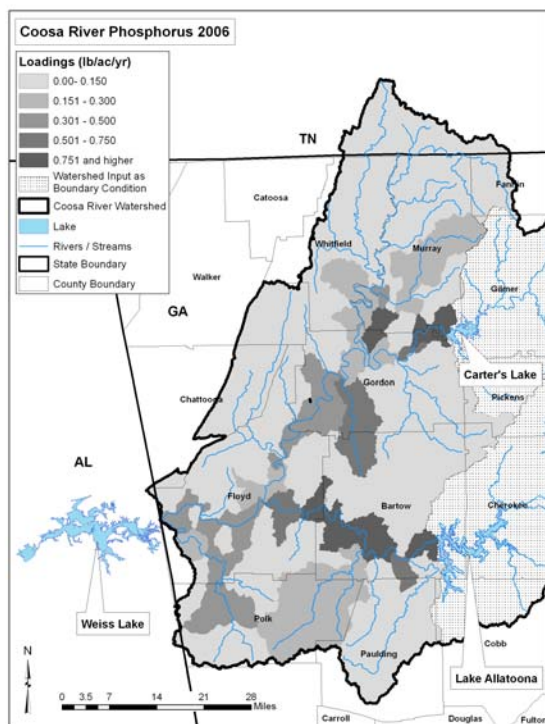 Coosa River Phosphorus 2006
Loadings (lb/ac/yr)
0.00- 0.150
0.151 - 0.300
0.301 - 0.500
0.501 - 0.750
0.751 and higher
Watershed Input as
Boundary Condition
Coosa River Watershed
Lake
Rivers / Streams
State Boundary
County Boundary
TN
Catoosa
Fannin
Whitfield
Murray
Walker
Gilmer
GA
Carter's Lake
Gordon
Pickens
Chattooga
AL
Floyd
Bartow
Cherokee
Weiss Lake
Polk
Paulding
Cobb
Lake Allatoona
N
0 3.5 7 14 21 28
Miles
Carroll
Douglas
Fulton